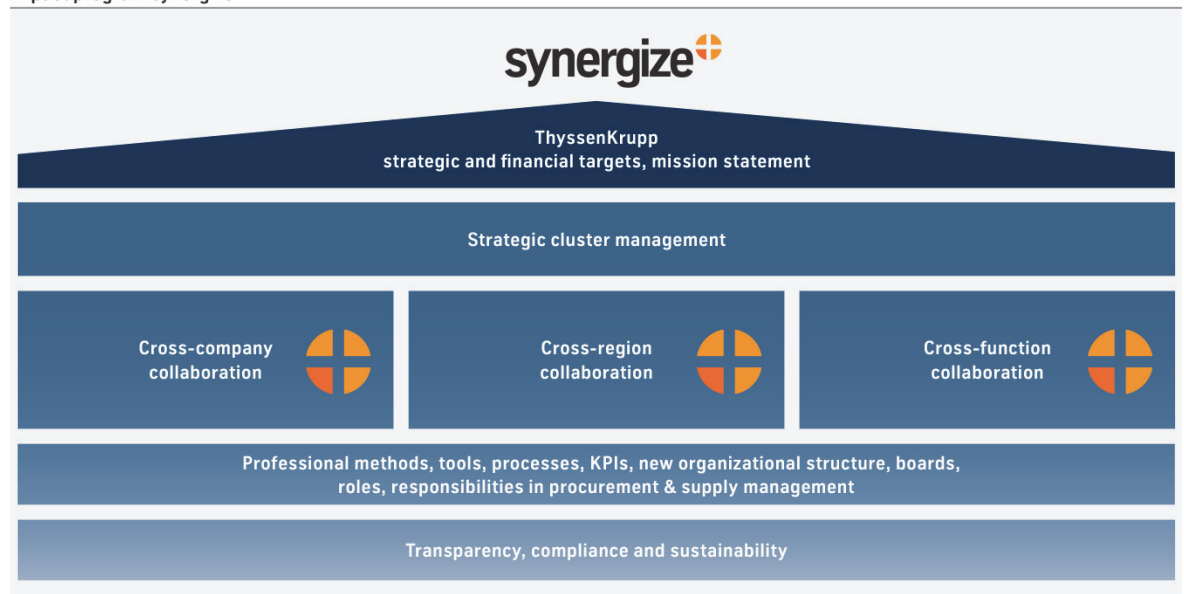 synergize
ThyssenKrupp
strategic and financial targets, mission statement
Strategic cluster management
Cross-company
collaboration
Cross-region
collaboration
Cross-function
collaboration
Professional methods, tools, processes, KPIs, new organizational structure, boards,
roles, responsibilities in procurement & supply management
Transparency, compliance and sustainability